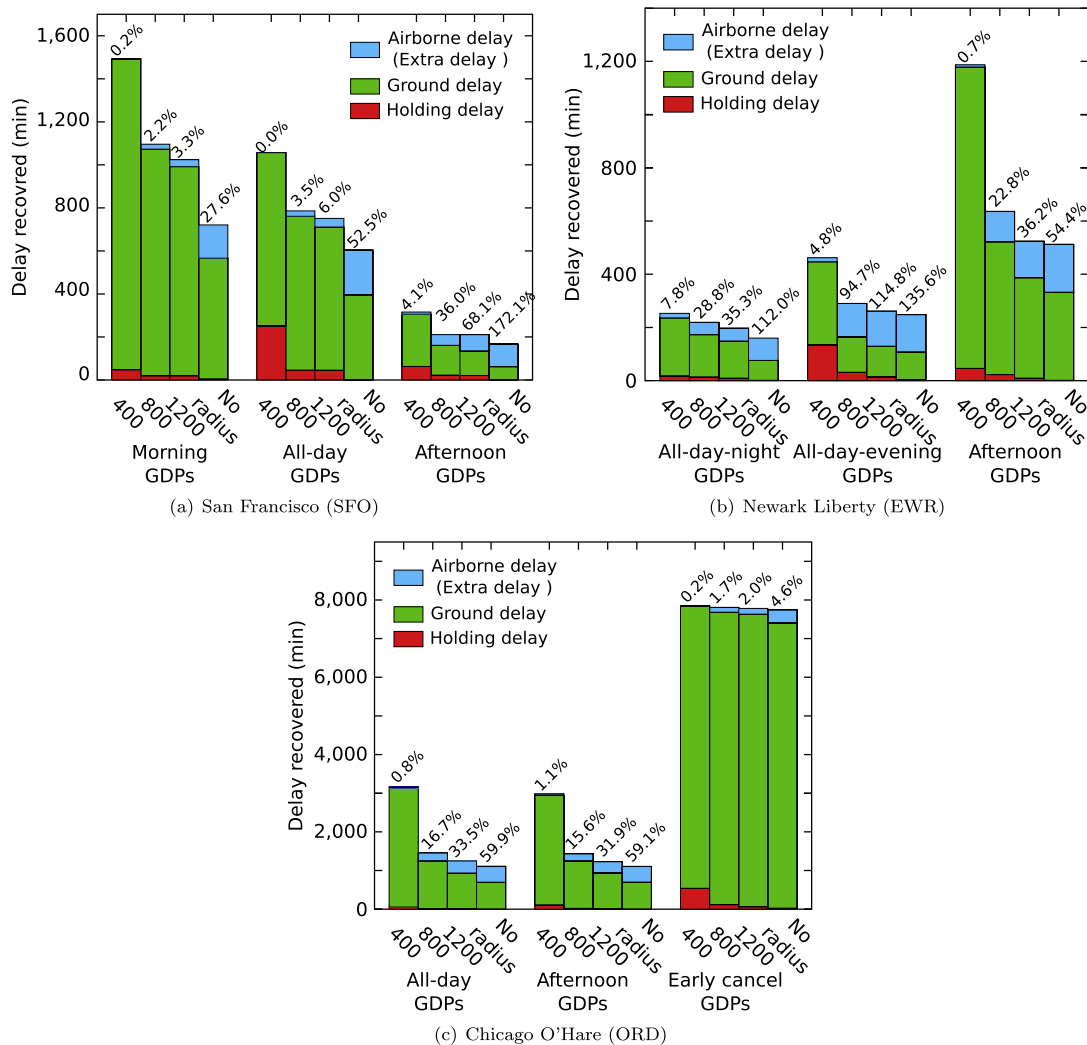 Delay recovred (min)
1,600
1,200
800
400
0
Airborne delay
(Extra delay )
Ground delay
Holding delay
0.2%
2.2%
3.3%
27.6%
0.0%
3.5%
6.0%
52.5%
4.1%
36.0%
68.1%
172.1%
400 800 1200 No radius
400 800 1200 No radius
400 800 1200 No radius
Morning GDPs
All-day GDPs
Afternoon GDPs
(a) San Francisco (SFO)
Delay recovered (min)
1,200
800
400
0
Airborne delay
(Extra delay )
Ground delay
Holding delay
7.8%
28.8%
35.3%
112.0%
4.8%
94.7%
114.8%
135.6%
0.7%
22.8%
36.2%
54.4%
400 800 1200 No radius
400 800 1200 No radius
400 800 1200 No radius
All-day-night GDPs
All-day-evening GDPs
Afternoon GDPs
(b) Newark Liberty (EWR)
Delay recovered (min)
8,000
6,000
4,000
2,000
0
Airborne delay
(Extra delay )
Ground delay
Holding delay
0.8%
16.7%
33.5%
59.9%
1.1%
15.6%
31.9%
59.1%
0.2%
1.7%
2.0%
4.6%
400 800 1200 No radius
400 800 1200 No radius
400 800 1200 No radius
All-day GDPs
Afternoon GDPs
Early cancel GDPs
(c) Chicago O'Hare (ORD)